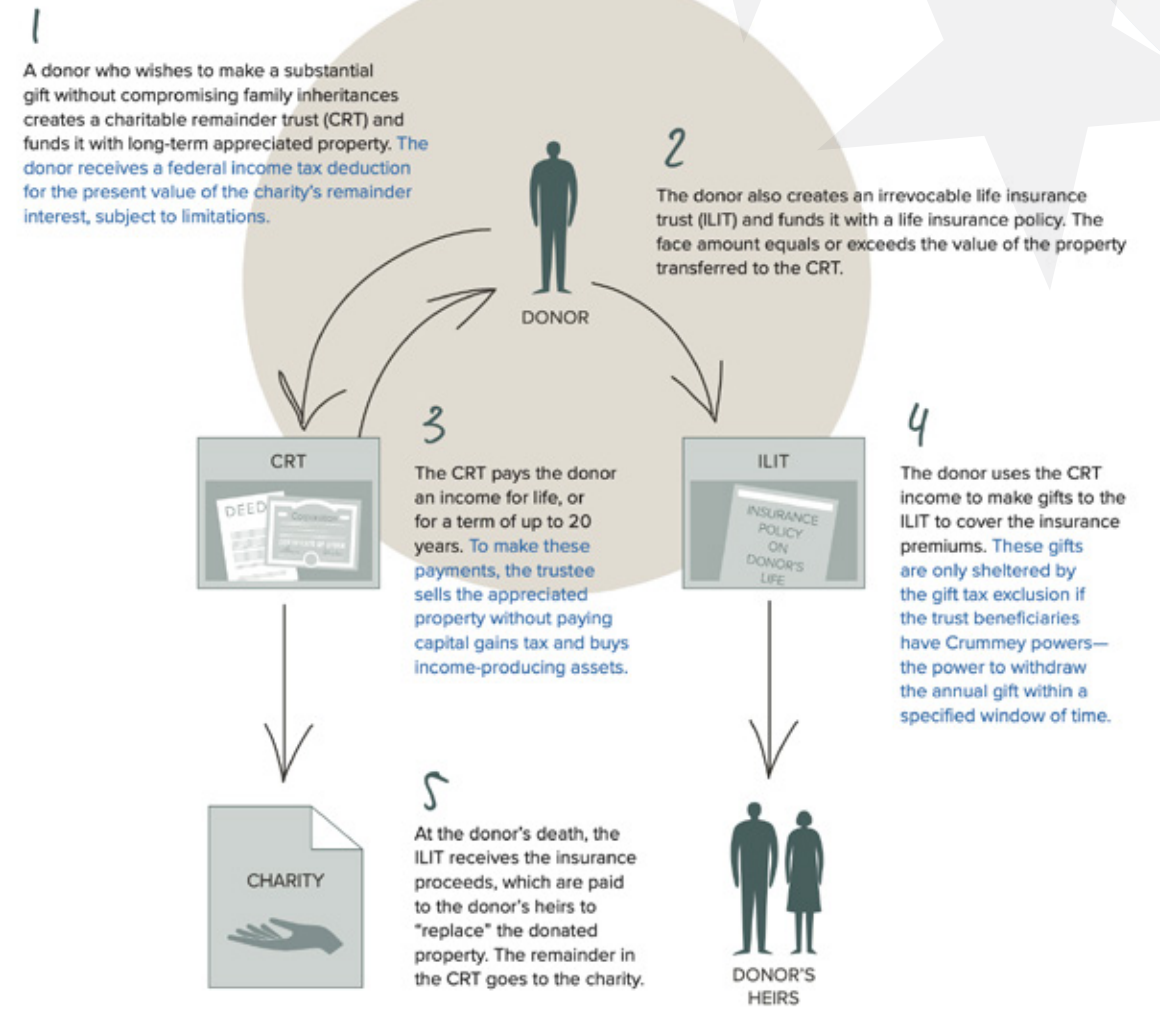 1
A donor who wishes to make a substantial
gift without compromising family inheritances
creates a charitable remainder trust (CRT) and
funds it with long-term appreciated property. The
donor receives a federal income tax deduction
for the present value of the charity's remainder
interest, subject to limitations.
2
The donor also creates an irrevocable life insurance
trust (ILIT) and funds it with a life insurance policy. The
face amount equals or exceeds the value of the property
transferred to the CRT.
DONOR
CRT
DEED
3
The CRT pays the donor
an income for life, or
for a term of up to 20
years. To make these
payments, the trustee
sells the appreciated
property without paying
capital gains tax and buys
income-producing assets.
ILIT
INSURANCE
POLICY
ON
DONOR'S
LIFE
4
The donor uses the CRT
income to make gifts to the
ILIT to cover the insurance
premiums. These gifts
are only sheltered by
the gift tax exclusion if
the trust beneficiaries
have Crummey powers—
the power to withdraw
the annual gift within a
specified window of time.
CHARITY
5
At the donor's death, the
ILIT receives the insurance
proceeds, which are paid
to the donor's heirs to
"replace" the donated
property. The remainder in
the CRT goes to the charity.
DONOR'S
HEIRS